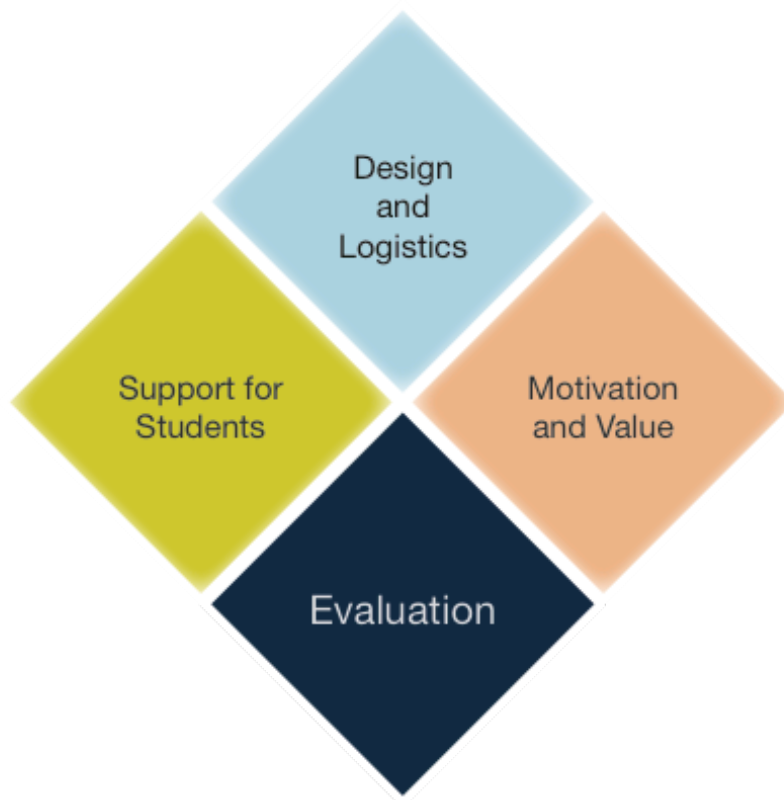 Design
and
Logistics
Support for
Students
Motivation
and Value
Evaluation